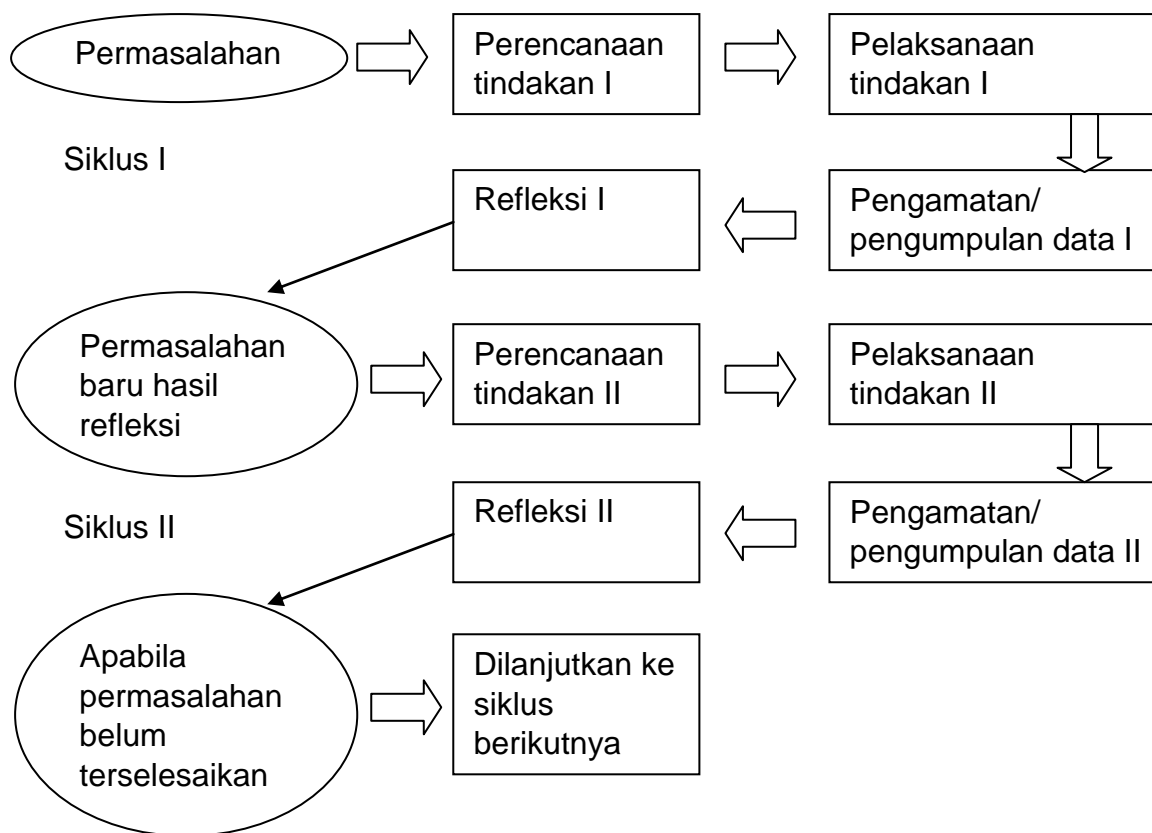 Permasalahan
Perencanaan
tindakan I
Pelaksanaan
tindakan I
Siklus I
Refleksi I
Pengamatan/
pengumpulan data I
Permasalahan
baru hasil
refleksi
Perencanaan
tindakan II
Pelaksanaan
tindakan II
Siklus II
Refleksi II
Pengamatan/
pengumpulan data II
Apabila
permasalahan
belum
terselesaikan
Dilanjutkan ke
siklus
berikutnya